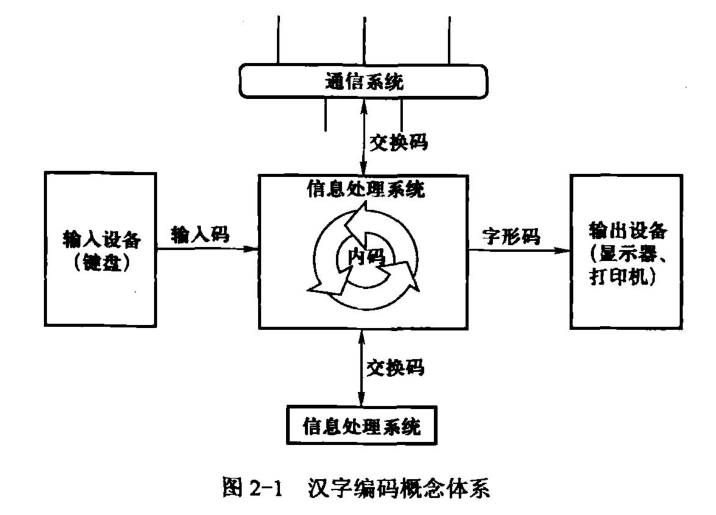 通信系统
交换码
信息处理系统
输入设备
（键盘）
输入码
内码
字形码
输出设备
（显示器、
打印机）
交换码
信息处理系统
图 2-1 汉字编码概念体系